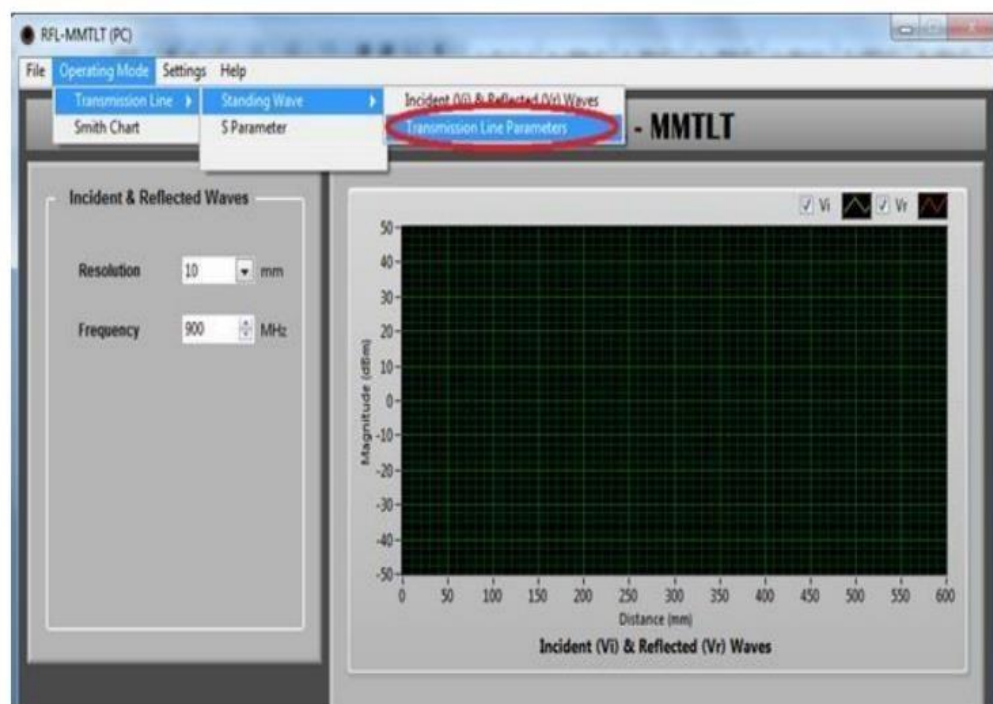 RFL-MMTLT (PC)
File Operating Mode Settings Help
Transmission Line Standing Wave Incident (Vi) & Reflected (Vr) Waves
Smith Chart S Parameter Transmission Line Parameters - MMTLT
Incident & Reflected Waves
Resolution 10 mm
Frequency 900 MHz
Vi Vr
Magnitude (dBm)
50
40
30
20
10
0
-10
-20
-30
-40
-50
0 50 100 150 200 250 300 350 400 450 500 550 600
Distance (mm)
Incident (Vi) & Reflected (Vr) Waves